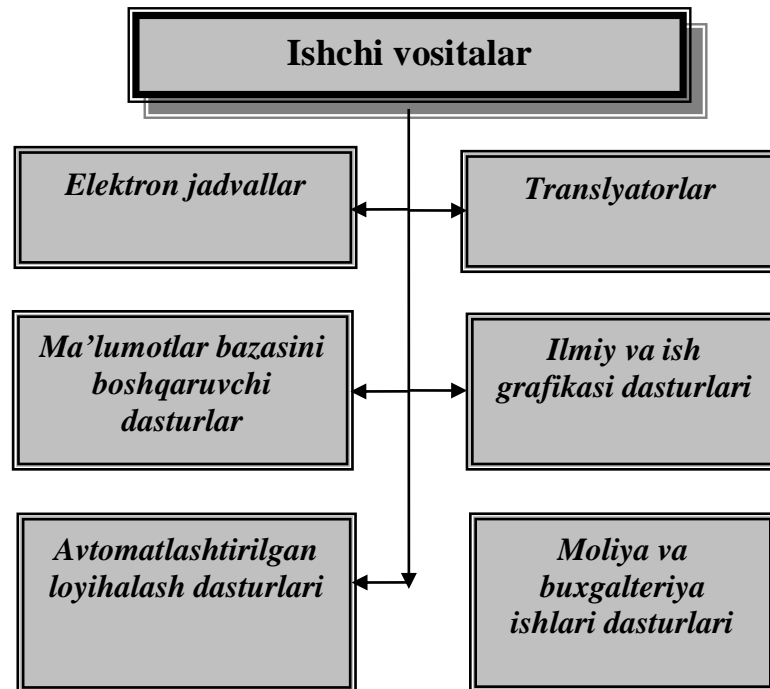 Ishchi vositalar
Elektron jadvallar
Translyatorlar
Ma’lumotlar bazasini
boshqaruvchi
dasturlar
Ilmiy va ish
grafikasi dasturlari
Avtomatlashtirilgan
loyihalash dasturlari
Moliya va
buxgalteriya
ishlari dasturlari